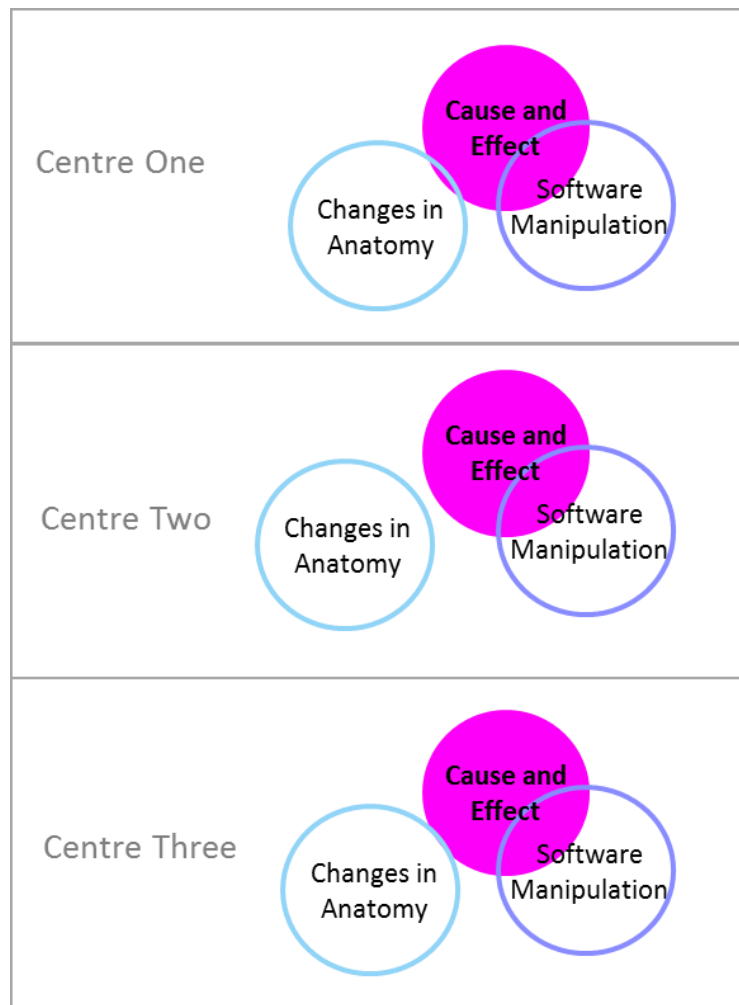 Centre One
Cause and
Effect
Changes in
Anatomy
Software
Manipulation
Centre Two
Cause and
Effect
Changes in
Anatomy
Software
Manipulation
Centre Three
Cause and
Effect
Changes in
Anatomy
Software
Manipulation